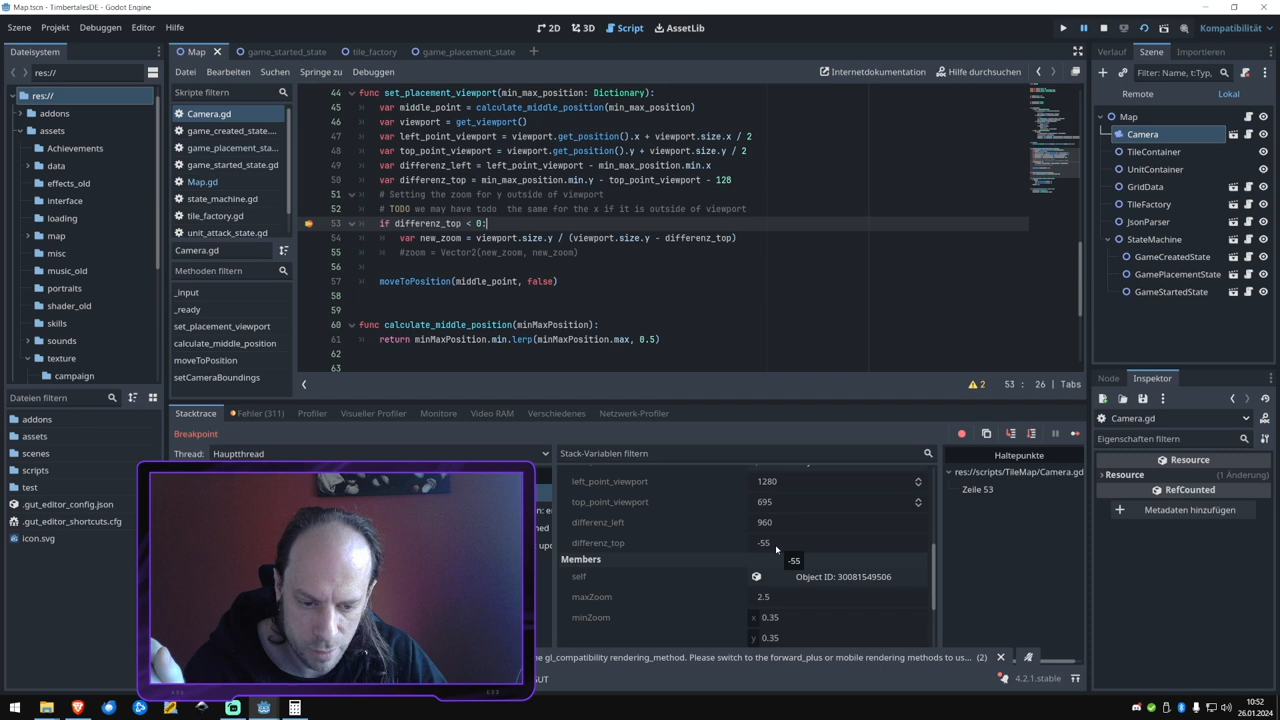 Map.tscn - TimbertalesDE - Godot Engine
Szene Projekt Debuggen Editor Hilfe
2D 3D Script AssetLib
Kompatibilität
Dateisystem
Map game_started_state tile_factory game_placement_state
Verlauf Szene Importieren
res://
Datei Bearbeiten Suchen Springe zu Debuggen
Internetdokumentation Hilfe durchsuchen
Filter: Name, t:Typ,
Remote Lokal
res://
addons
assets
Achievements
data
effects_old
interface
loading
map
misc
music_old
portraits
shader_old
skills
sounds
texture
campaign
Dateien filtern
addons
assets
scenes
scripts
test
.gut_editor_config.json
.gut_editor_shortcuts.cfg
icon.svg
Skripte filtern
Camera.gd
game_created_state....
game_placement_sta...
game_started_state.gd
Map.gd
state_machine.gd
tile_factory.gd
unit_attack_state.gd
Camera.gd
Methoden filtern
_input
_ready
set_placement_viewport
calculate_middle_position
moveToPosition
setCameraBoundings
44 func set_placement_viewport(min_max_position: Dictionary):
45 var middle_point = calculate_middle_position(min_max_position)
46 var viewport = get_viewport()
47 var left_point_viewport = viewport.get_position().x + viewport.size.x / 2
48 var top_point_viewport = viewport.get_position().y + viewport.size.y / 2
49 var differenz_left = left_point_viewport - min_max_position.min.x
50 var differenz_top = min_max_position.min.y - top_point_viewport - 128
51 # Setting the zoom for y outside of viewport
52 # TODO we may have todo  the same for the x if it is outside of viewport
53 if differenz_top < 0:
54 var new_zoom = viewport.size.y / (viewport.size.y - differenz_top)
55 #zoom = Vector2(new_zoom, new_zoom)
56
57 moveToPosition(middle_point, false)
58
59
60 func calculate_middle_position(minMaxPosition):
61 return minMaxPosition.min.lerp(minMaxPosition.max, 0.5)
62
63
2 53 : 26 | Tabs
Map
Camera
TileContainer
UnitContainer
GridData
TileFactory
JsonParser
StateMachine
GameCreatedState
GamePlacementState
GameStartedState
Node Inspektor
Camera.gd
Eigenschaften filtern
Resource
Resource (1 Änderung)
RefCounted
Metadaten hinzufügen
Stacktrace Fehler (311) Profiler Visueller Profiler Monitore Video RAM Verschiedenes Netzwerk-Profiler
Breakpoint
Thread: Hauptthread
Stack-Variablen filtern
Haltepunkte
res://scripts/TileMap/Camera.gd
Zeile 53
left_point_viewport 1280
top_point_viewport 695
differenz_left 960
differenz_top -55
-55
Members
self Object ID: 30081549506
maxZoom 2.5
minZoom x 0.35
y 0.35
gl_compatibility rendering_method. Please switch to the forward_plus or mobile rendering methods to us... (2)
GUT
4.2.1.stable
10:52
26.01.2024